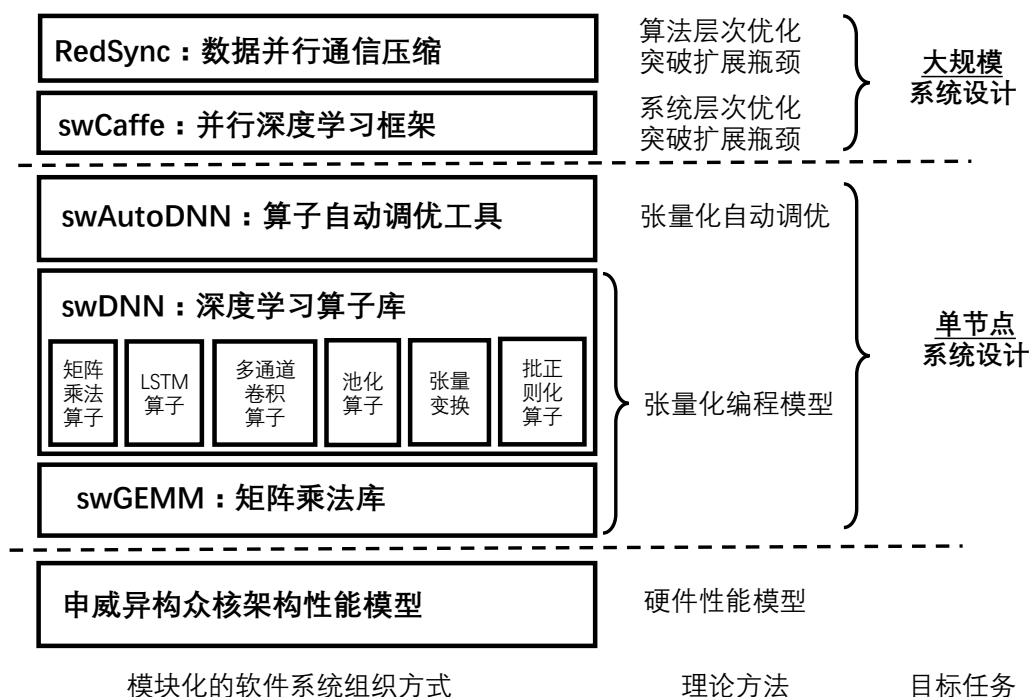 RedSync：数据并行通信压缩
算法层次优化
突破扩展瓶颈
大规模
系统设计
swCaffe：并行深度学习框架
系统层次优化
突破扩展瓶颈
swAutoDNN：算子自动调优工具
张量化自动调优
swDNN：深度学习算子库
矩阵
乘法
算子
LSTM
算子
多通道
卷积
算子
池化
算子
张量
变换
批正
则化
算子
张量化编程模型
单节点
系统设计
swGEMM：矩阵乘法库
申威异构众核架构性能模型
硬件性能模型
模块化的软件系统组织方式
理论方法
目标任务